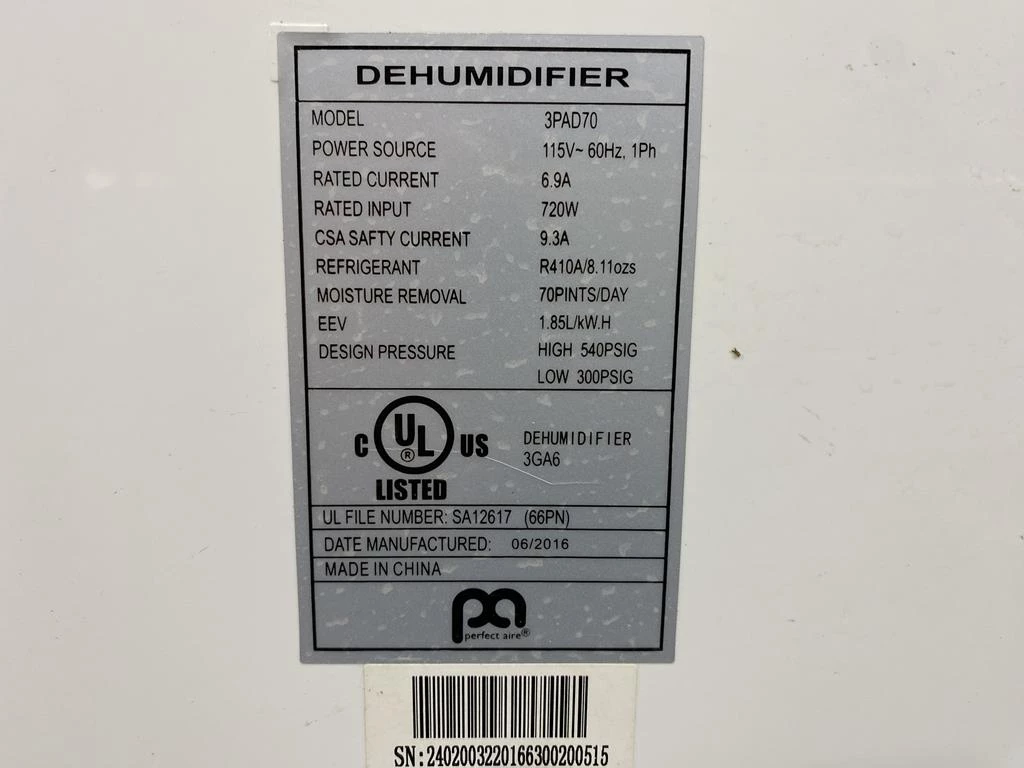 DEHUMIDIFIER
MODEL 3PAD70
POWER SOURCE 115V~ 60Hz, 1Ph
RATED CURRENT 6.9A
RATED INPUT 720W
CSA SAFTY CURRENT 9.3A
REFRIGERANT R410A/8.11ozs
MOISTURE REMOVAL 70PINTS/DAY
EEV 1.85L/kW.H
DESIGN PRESSURE HIGH 540PSIG
LOW 300PSIG
C UL® US
LISTED
DEHUMIDIFIER
3GA6
UL FILE NUMBER: SA12617 (66PN)
DATE MANUFACTURED: 06/2016
MADE IN CHINA
pa
perfect aire®
SN:2402003220166300200515